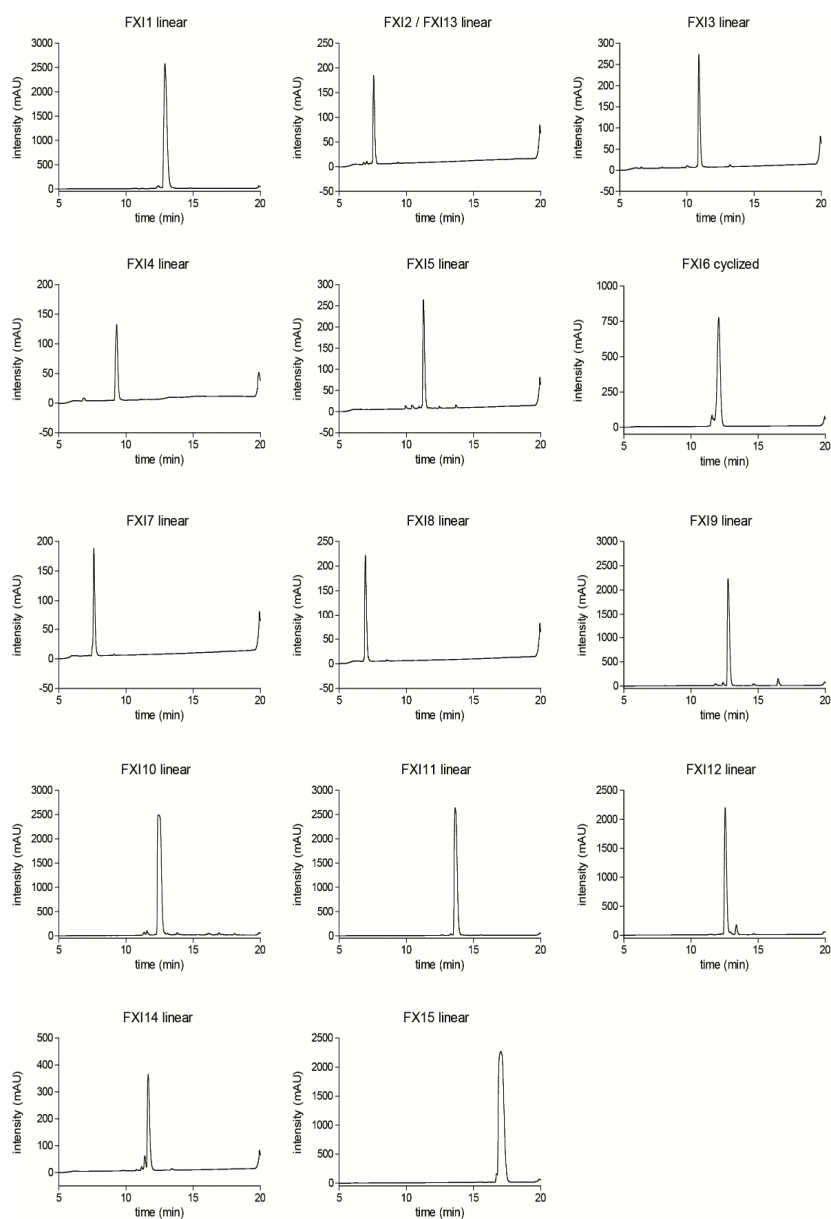 FXI1 linear
intensity (mAU)
3000
2500
2000
1500
1000
500
0
5 10 15 20
time (min)
FXI2 / FXI13 linear
intensity (mAU)
250
200
150
100
50
0
-50
5 10 15 20
time (min)
FXI3 linear
intensity (mAU)
300
250
200
150
100
50
0
-50
5 10 15 20
time (min)
FXI4 linear
intensity (mAU)
200
150
100
50
0
-50
5 10 15 20
time (min)
FXI5 linear
intensity (mAU)
300
250
200
150
100
50
0
-50
5 10 15 20
time (min)
FXI6 cyclized
intensity (mAU)
1000
750
500
250
0
5 10 15 20
time (min)
FXI7 linear
intensity (mAU)
200
150
100
50
0
-50
5 10 15 20
time (min)
FXI8 linear
intensity (mAU)
250
200
150
100
50
0
-50
5 10 15 20
time (min)
FXI9 linear
intensity (mAU)
3000
2500
2000
1500
1000
500
0
5 10 15 20
time (min)
FXI10 linear
intensity (mAU)
3000
2500
2000
1500
1000
500
0
5 10 15 20
time (min)
FXI11 linear
intensity (mAU)
3000
2500
2000
1500
1000
500
0
5 10 15 20
time (min)
FXI12 linear
intensity (mAU)
2500
2000
1500
1000
500
0
5 10 15 20
time (min)
FXI14 linear
intensity (mAU)
500
400
300
200
100
0
5 10 15 20
time (min)
FX15 linear
intensity (mAU)
2500
2000
1500
1000
500
0
5 10 15 20
time (min)